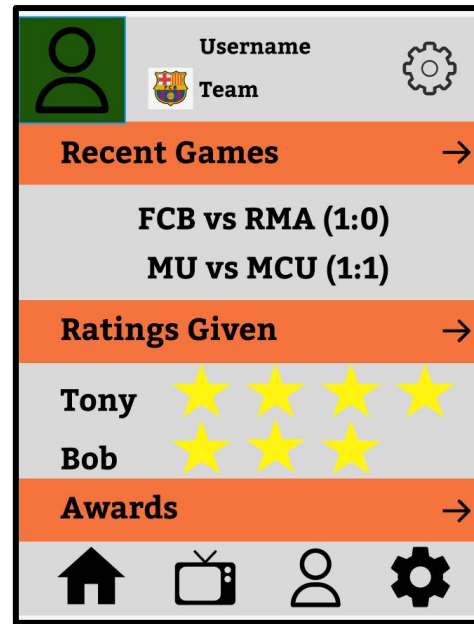 Username
Team
Recent Games →
FCB vs RMA (1:0)
MU vs MCU (1:1)
Ratings Given →
Tony
Bob
Awards →